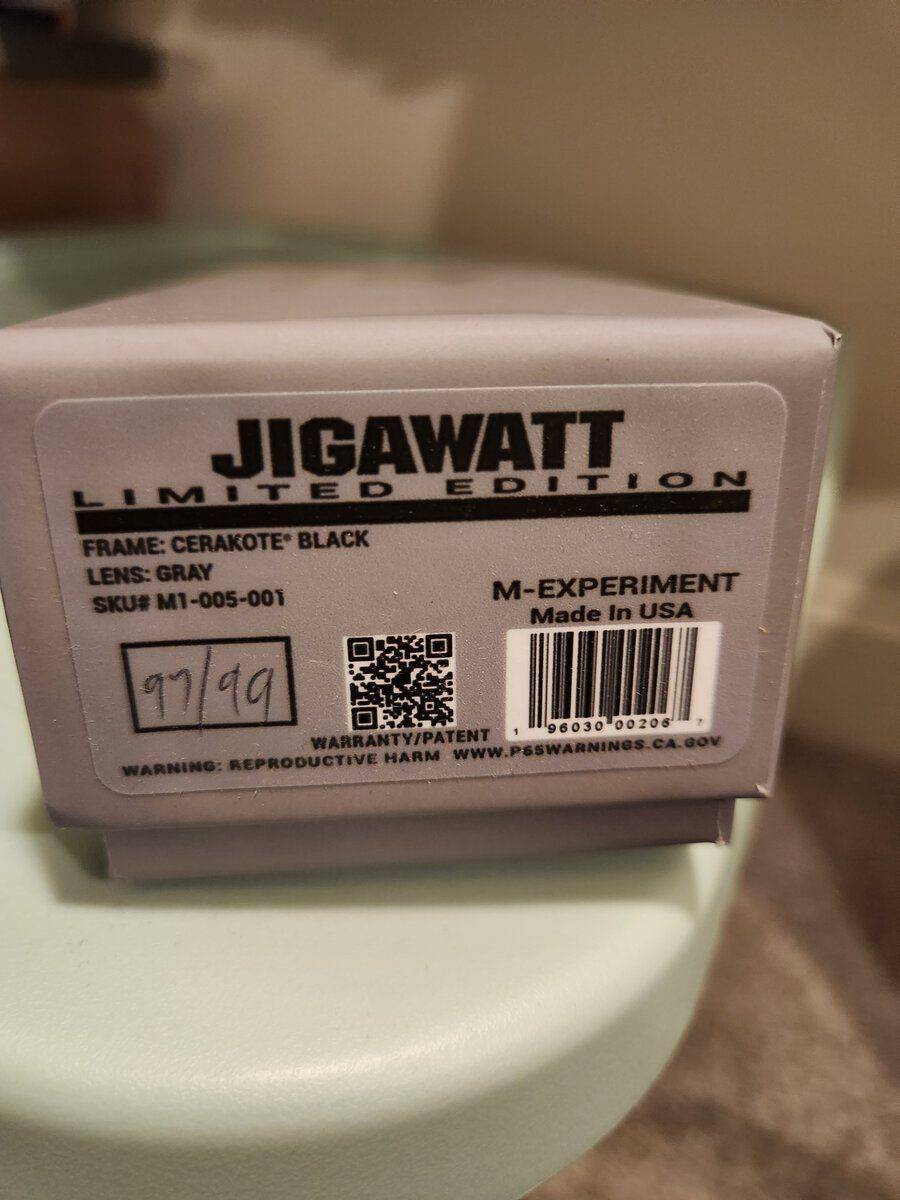 JIGAWATT
LIMITED EDITION
FRAME: CERAKOTE® BLACK
LENS: GRAY
SKU# M1-005-001
M-EXPERIMENT
Made In USA
97/99
1 96030 00206 7
WARRANTY/PATENT
WARNING: REPRODUCTIVE HARM WWW.P65WARNINGS.CA.GOV